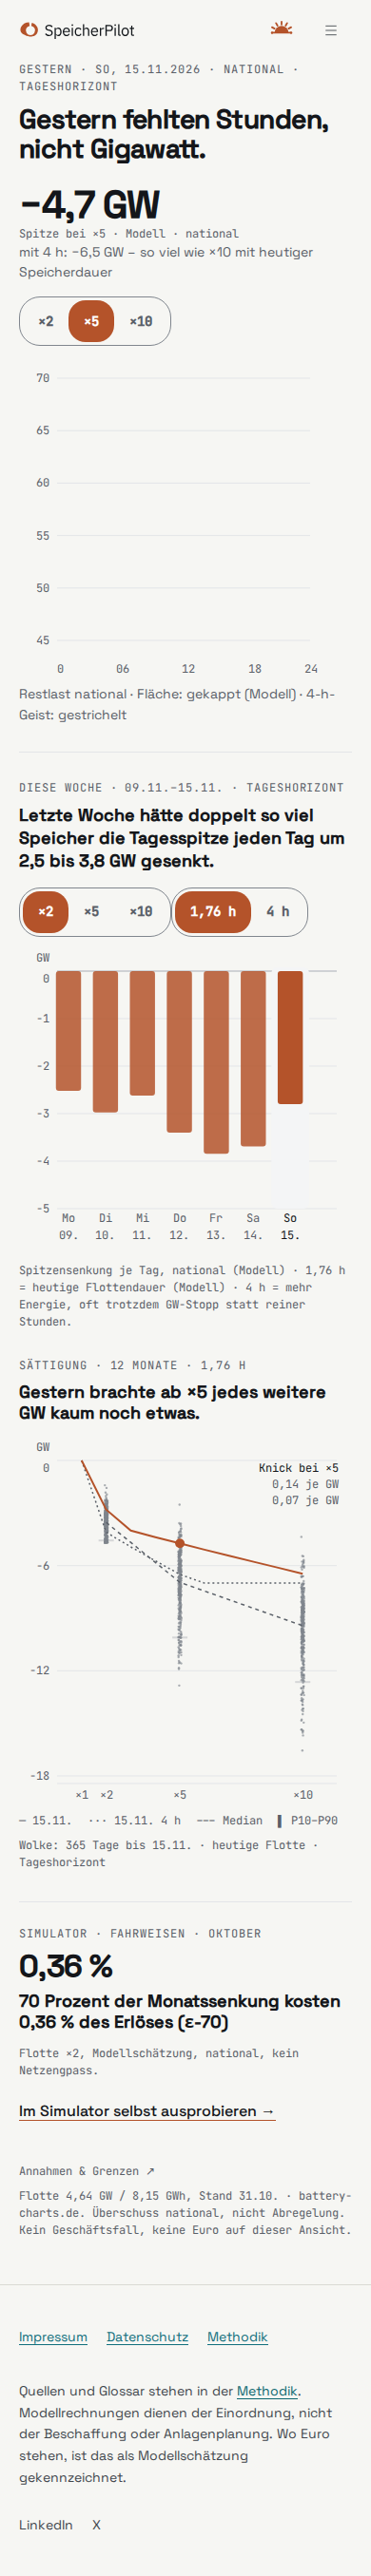 SpeicherPilot
GESTERN · SO, 15.11.2026 · NATIONAL ·
TAGESHORIZONT
Gestern fehlten Stunden,
nicht Gigawatt.
−4,7 GW
Spitze bei ×5 · Modell · national
mit 4 h: −6,5 GW – so viel wie ×10 mit heutiger
Speicherdauer
×2 ×5 ×10
70
65
60
55
50
45
0 06 12 18 24
Restlast national · Fläche: gekappt (Modell) · 4-h-
Geist: gestrichelt
DIESE WOCHE · 09.11.–15.11. · TAGESHORIZONT
Letzte Woche hätte doppelt so viel
Speicher die Tagesspitze jeden Tag um
2,5 bis 3,8 GW gesenkt.
×2 ×5 ×10 1,76 h 4 h
GW
0
-1
-2
-3
-4
-5
Mo Di Mi Do Fr Sa So
09. 10. 11. 12. 13. 14. 15.
Spitzensenkung je Tag, national (Modell) · 1,76 h
= heutige Flottendauer (Modell) · 4 h = mehr
Energie, oft trotzdem GW-Stopp statt reiner
Stunden.
SÄTTIGUNG · 12 MONATE · 1,76 H
Gestern brachte ab ×5 jedes weitere
GW kaum noch etwas.
GW
0
Knick bei ×5
0,14 je GW
0,07 je GW
-6
-12
-18
×1 ×2 ×5 ×10
— 15.11. ··· 15.11. 4 h --- Median ▌ P10–P90
Wolke: 365 Tage bis 15.11. · heutige Flotte ·
Tageshorizont
SIMULATOR · FAHRWEISEN · OKTOBER
0,36 %
70 Prozent der Monatssenkung kosten
0,36 % des Erlöses (ε-70)
Flotte ×2, Modellschätzung, national, kein
Netzengpass.
Im Simulator selbst ausprobieren →
Annahmen & Grenzen ↗
Flotte 4,64 GW / 8,15 GWh, Stand 31.10. · battery-
charts.de. Überschuss national, nicht Abregelung.
Kein Geschäftsfall, keine Euro auf dieser Ansicht.
Impressum Datenschutz Methodik
Quellen und Glossar stehen in der Methodik.
Modellrechnungen dienen der Einordnung, nicht
der Beschaffung oder Anlagenplanung. Wo Euro
stehen, ist das als Modellschätzung
gekennzeichnet.
LinkedIn X